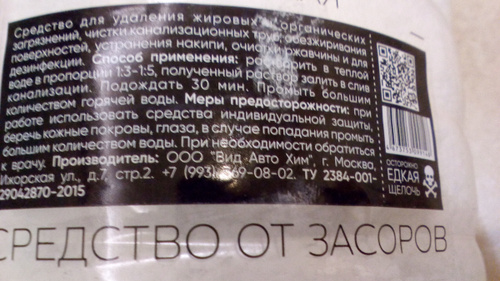 Средство для удаления жировых и органических
загрязнений, чистки канализационных труб, обезжиривания
поверхностей, устранения накипи, очистки ржавчины и для
дезинфекции. Способ применения: растворить в теплой
воде в пропорции 1:3-1:5, полученный раствор залить в слив
канализации. Подождать 30 мин. Промыть большим
количеством горячей воды. Меры предосторожности: при
работе использовать средства индивидуальной защиты,
беречь кожные покровы, глаза, в случае попадания промыть
большим количеством воды. При необходимости обратиться
к врачу. Производитель: ООО "Вид Авто Хим", г. Москва,
Ижорская ул., д.7, стр.2. +7 (993) 569-08-02. ТУ 2384-001-
29042870-2015
ОСТОРОЖНО
ЕДКАЯ
ЩЕЛОЧЬ
СРЕДСТВО ОТ ЗАСОРОВ